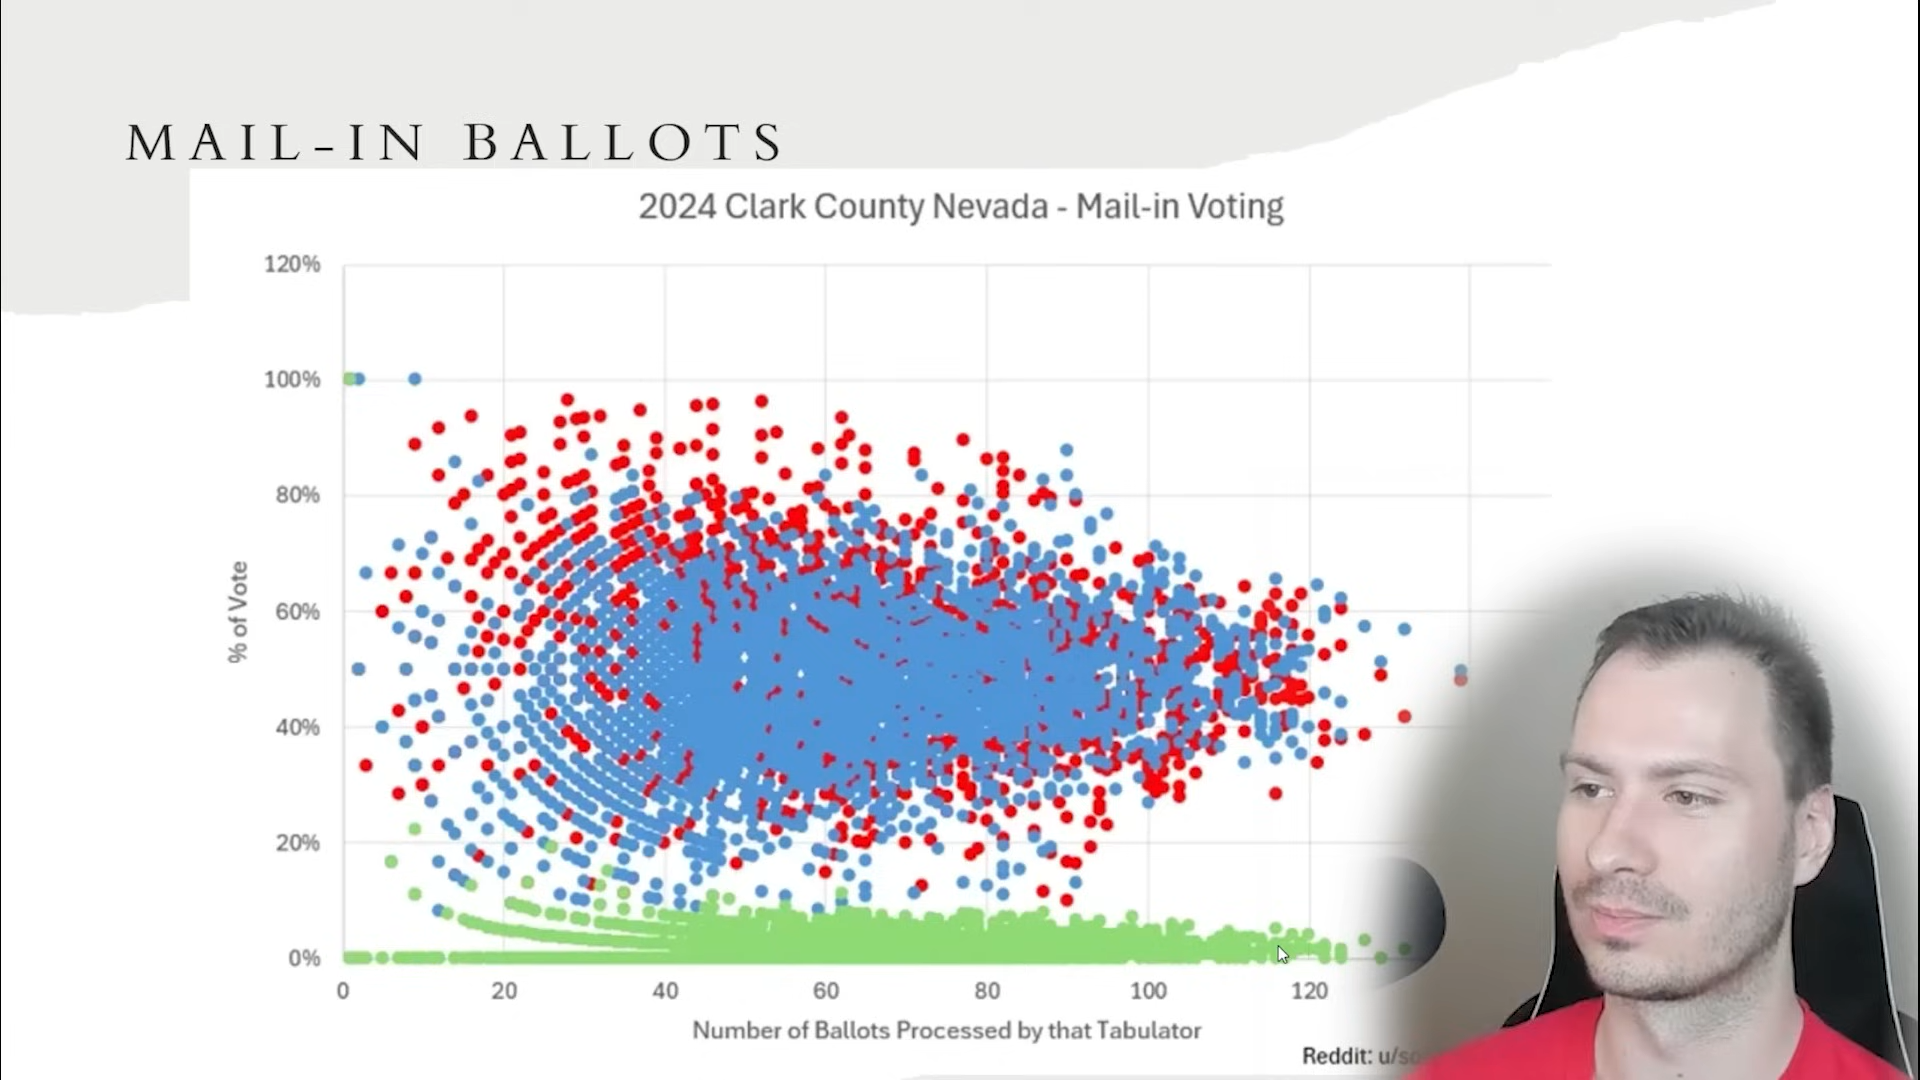 MAIL-IN BALLOTS
2024 Clark County Nevada - Mail-in Voting
120%
100%
80%
60%
40%
20%
0%
% of Vote
0 20 40 60 80 100 120
Number of Ballots Processed by that Tabulator
Reddit: